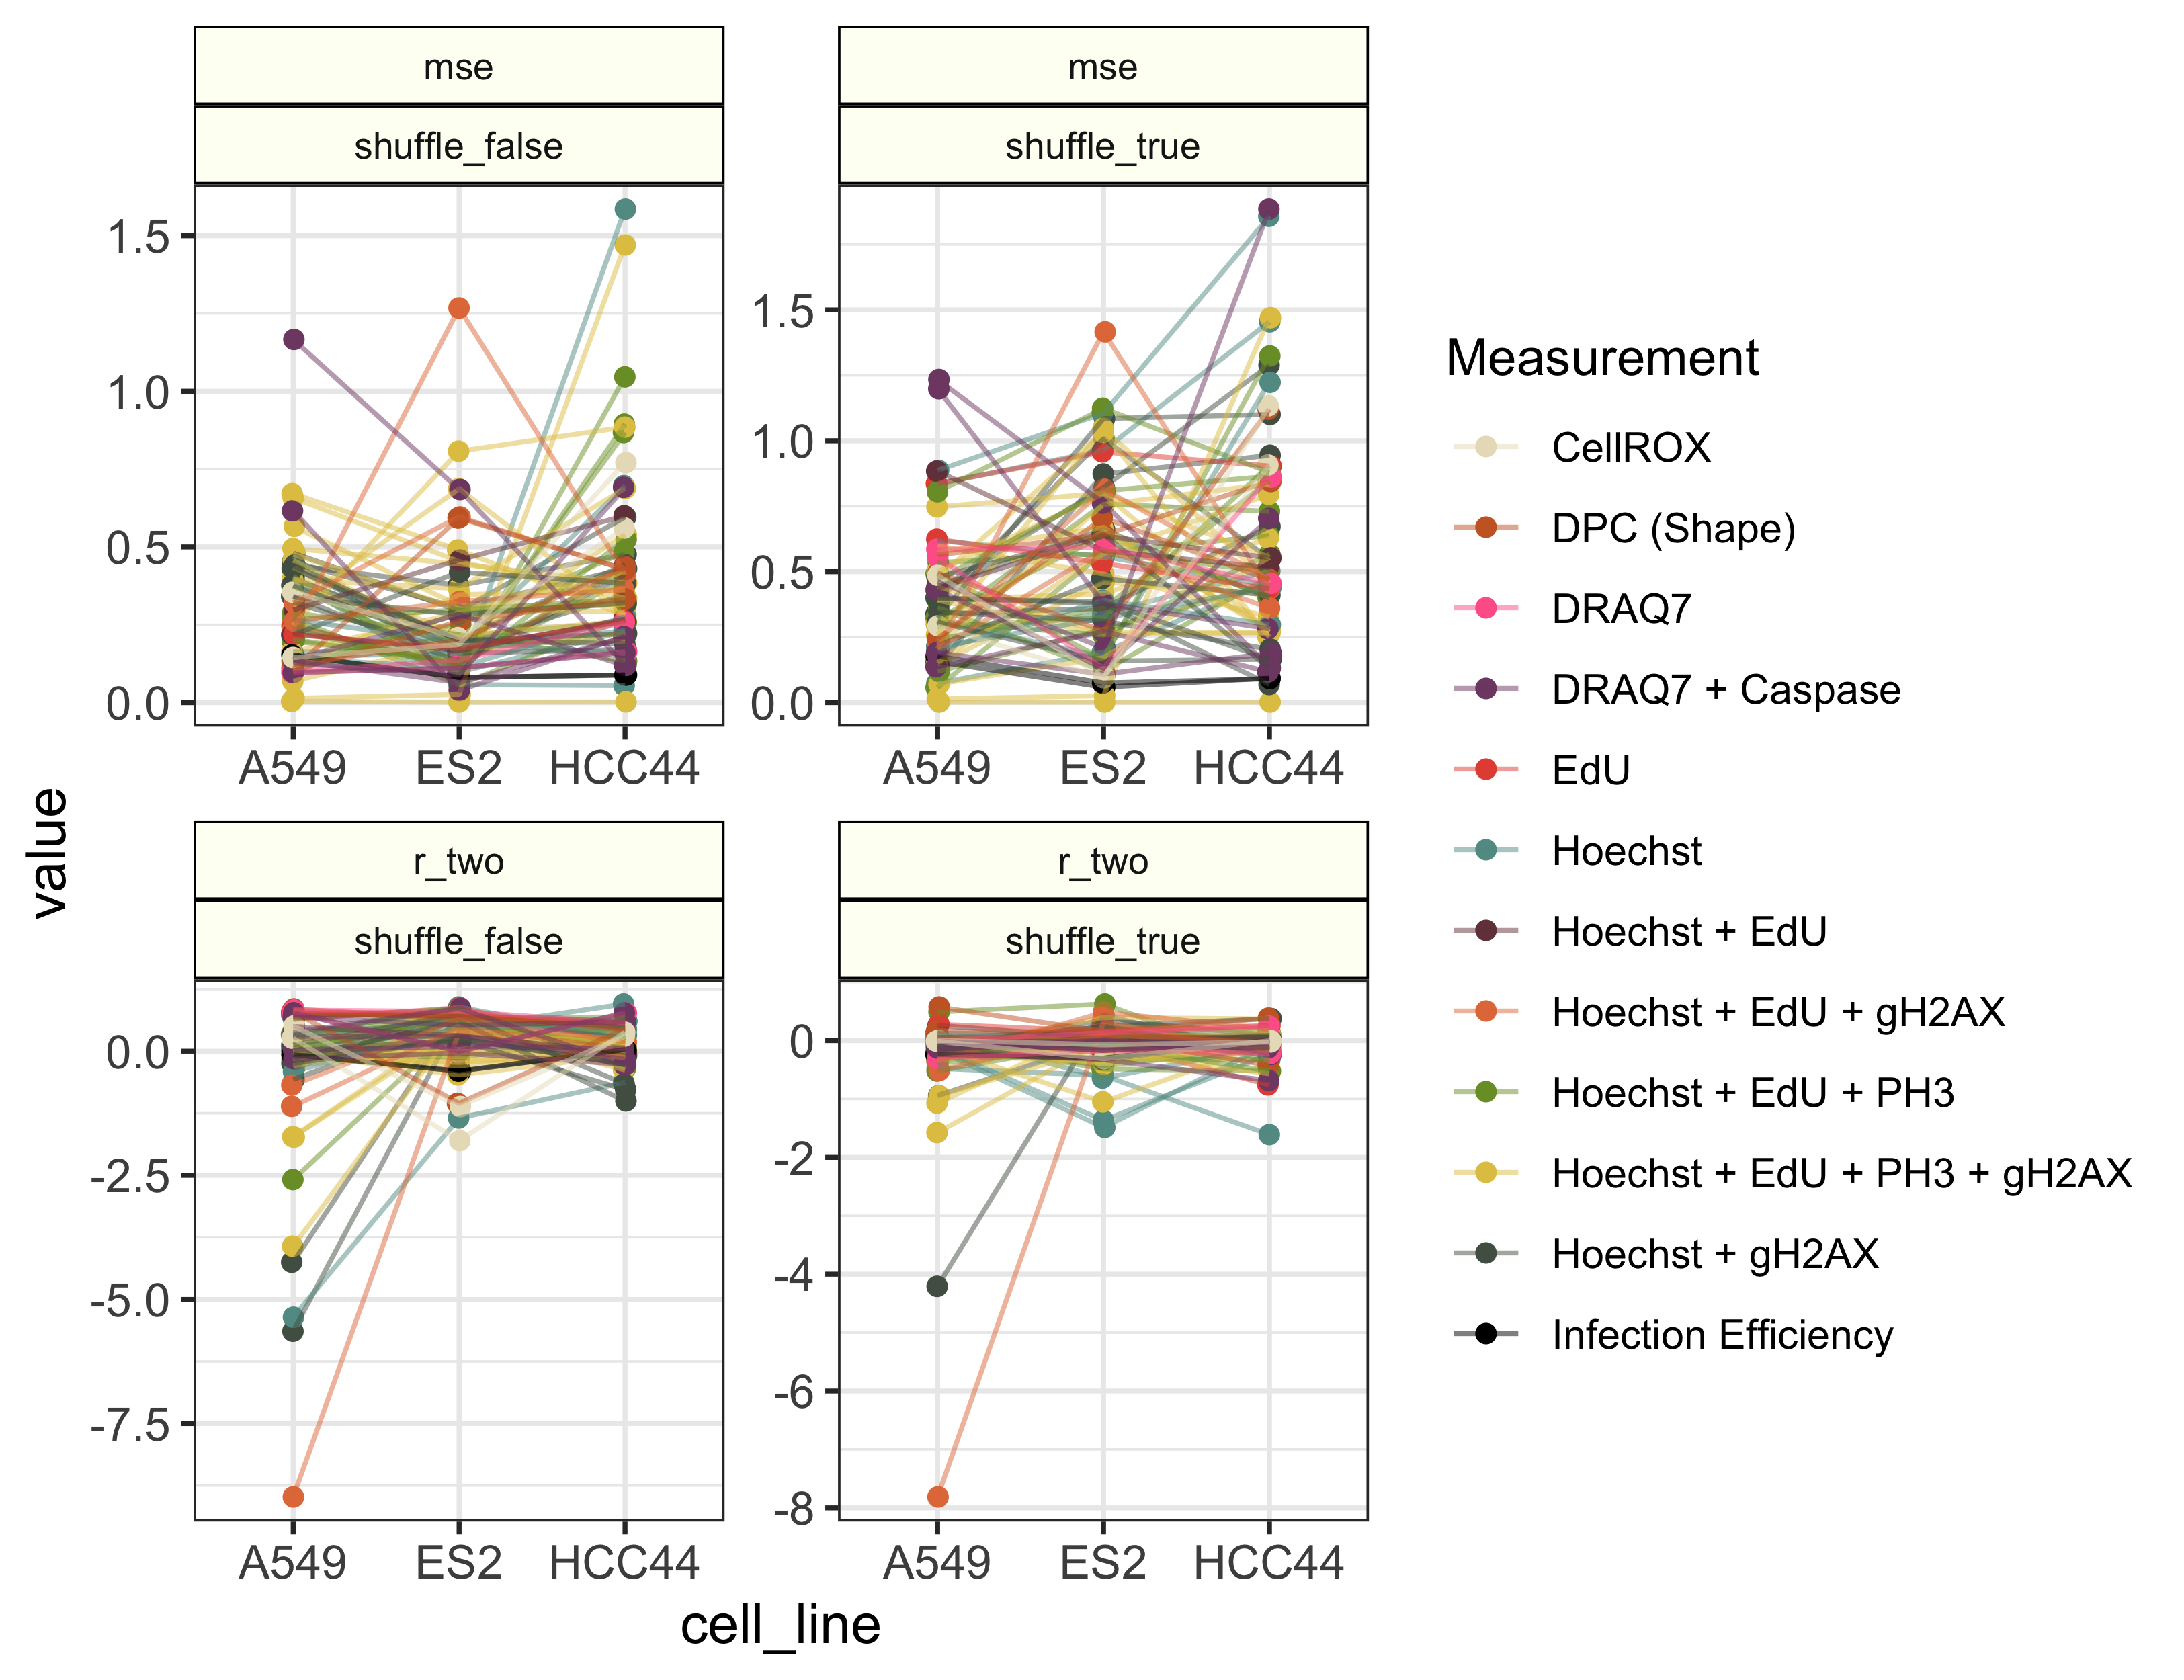 mse
shuffle_false
1.5
1.0
0.5
0.0
A549 ES2 HCC44
mse
shuffle_true
1.5
1.0
0.5
0.0
A549 ES2 HCC44
r_two
shuffle_false
0.0
-2.5
-5.0
-7.5
A549 ES2 HCC44
r_two
shuffle_true
0
-2
-4
-6
-8
A549 ES2 HCC44
value
cell_line
Measurement
CellROX
DPC (Shape)
DRAQ7
DRAQ7 + Caspase
EdU
Hoechst
Hoechst + EdU
Hoechst + EdU + gH2AX
Hoechst + EdU + PH3
Hoechst + EdU + PH3 + gH2AX
Hoechst + gH2AX
Infection Efficiency